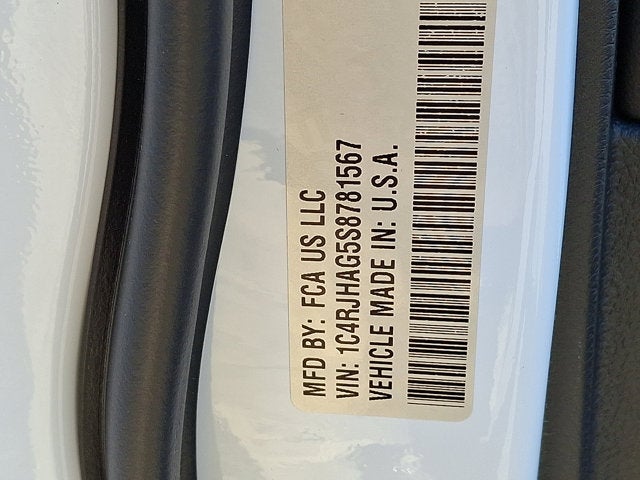 MFD BY: FCA US LLC
VIN: 1C4RJHAG5S8781567
VEHICLE MADE IN: U.S.A.